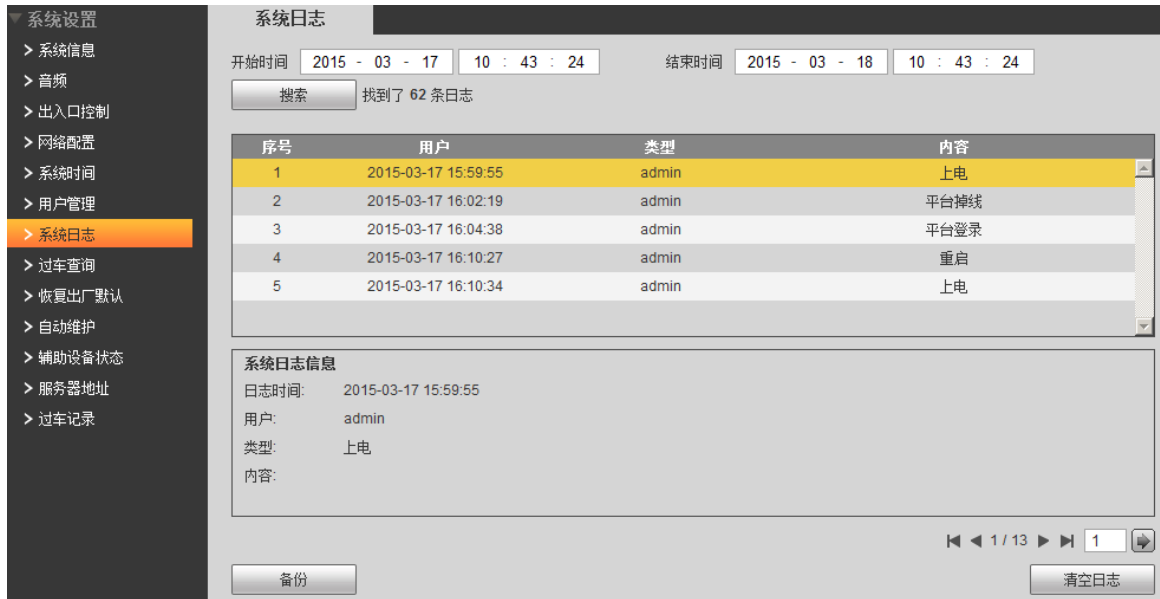 系统设置
系统信息
音频
出入口控制
网络配置
系统时间
用户管理
系统日志
过车查询
恢复出厂默认
自动维护
辅助设备状态
服务器地址
过车记录
系统日志
开始时间 2015 - 03 - 17 10 : 43 : 24 结束时间 2015 - 03 - 18 10 : 43 : 24
搜索 找到了 62 条日志
序号 用户 类型 内容
1 2015-03-17 15:59:55 admin 上电
2 2015-03-17 16:02:19 admin 平台掉线
3 2015-03-17 16:04:38 admin 平台登录
4 2015-03-17 16:10:27 admin 重启
5 2015-03-17 16:10:34 admin 上电
系统日志信息
日志时间: 2015-03-17 15:59:55
用户: admin
类型: 上电
内容:
1 / 13 1
备份 清空日志